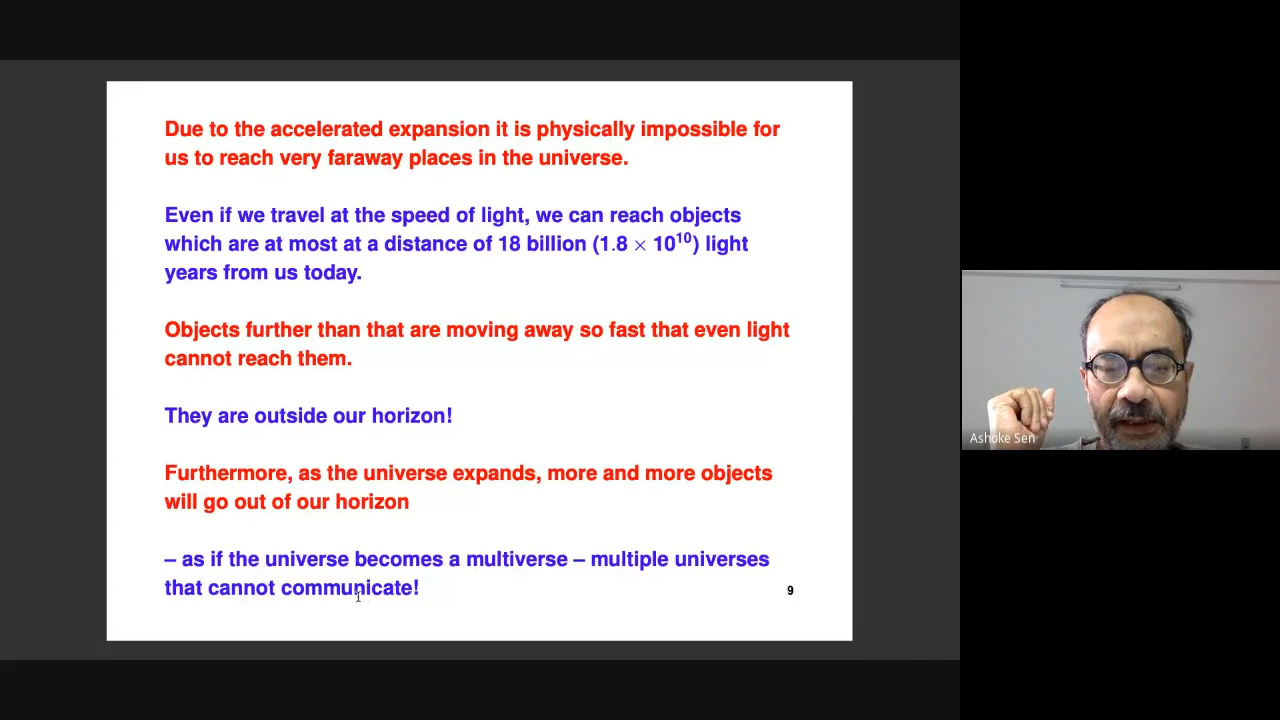 Due to the accelerated expansion it is physically impossible for
us to reach very faraway places in the universe.
Even if we travel at the speed of light, we can reach objects
which are at most at a distance of 18 billion (1.8 × 10¹⁰) light
years from us today.
Objects further than that are moving away so fast that even light
cannot reach them.
They are outside our horizon!
Furthermore, as the universe expands, more and more objects
will go out of our horizon
– as if the universe becomes a multiverse – multiple universes
that cannot communicate!
9
Ashoke Sen